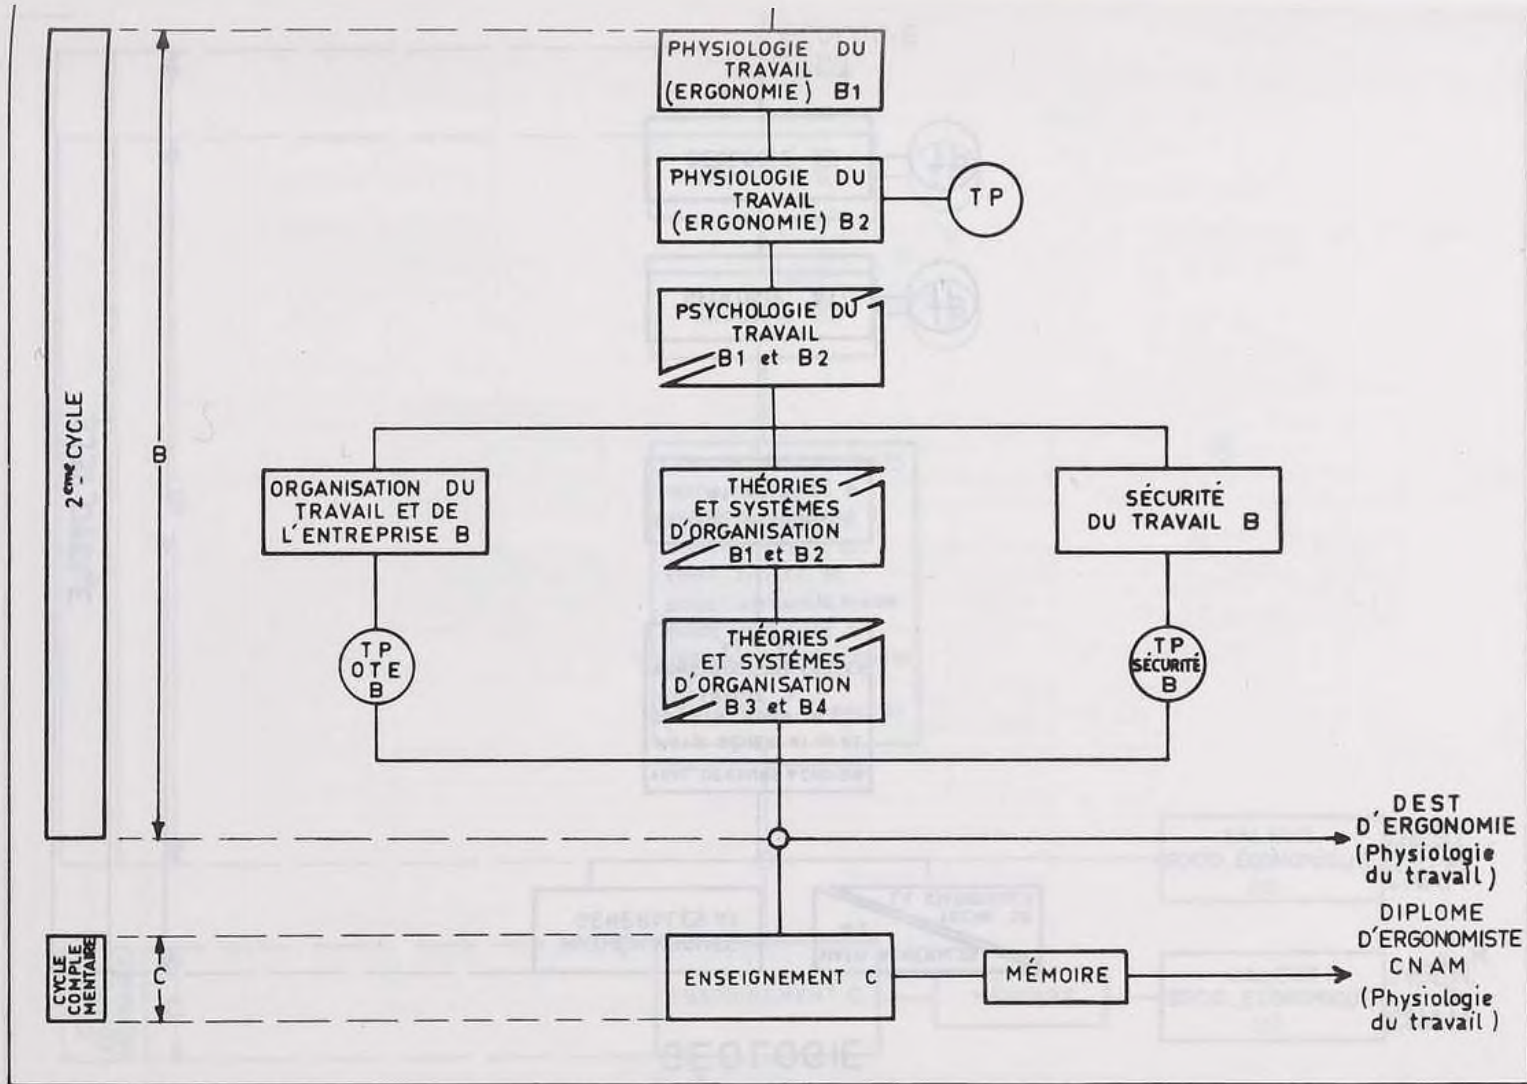 PHYSIOLOGIE DU
TRAVAIL
(ERGONOMIE) B1
PHYSIOLOGIE DU
TRAVAIL
(ERGONOMIE) B2
TP
PSYCHOLOGIE DU
TRAVAIL
B1 et B2
2eme CYCLE
B
ORGANISATION DU
TRAVAIL ET DE
L'ENTREPRISE B
THÉORIES
ET SYSTÈMES
D'ORGANISATION
B1 et B2
SÉCURITÉ
DU TRAVAIL B
TP
OTE
B
THÉORIES
ET SYSTÉMES
D'ORGANISATION
B3 et B4
TP
SÉCURITÉ
B
DEST
D'ERGONOMIE
(Physiologie
du travail)
CYCLE
COMPLE
MENTAIRE
C
ENSEIGNEMENT C
MÉMOIRE
DIPLOME
D'ERGONOMISTE
CNAM
(Physiologie
du travail)
GÉOLOGIE